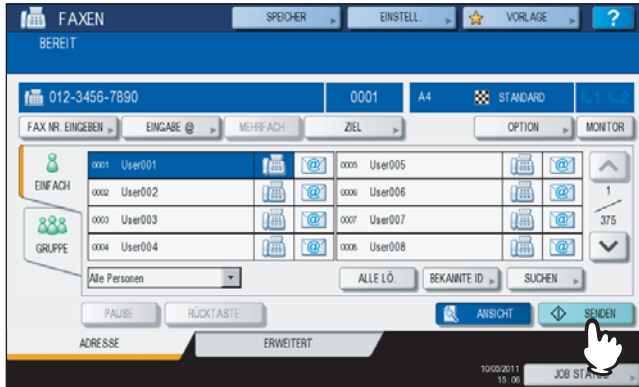 FAXEN SPEICHER EINSTELL. VORLAGE ?
BEREIT
012-3456-7890 0001 A4 STANDARD L1 L2
FAX NR. EINGEBEN EINGABE @ MEHRFACH ZIEL OPTION MONITOR
EINFACH
0001 User001 0005 User005
0002 User002 0006 User006
0003 User003 0007 User007
0004 User004 0008 User008
1
375
GRUPPE
Alle Personen ALLE LÖ. BEKANNTE ID SUCHEN
PAUSE RÜCKTASTE ANSICHT SENDEN
ADRESSE ERWEITERT
10/05/2011
15:06
JOB